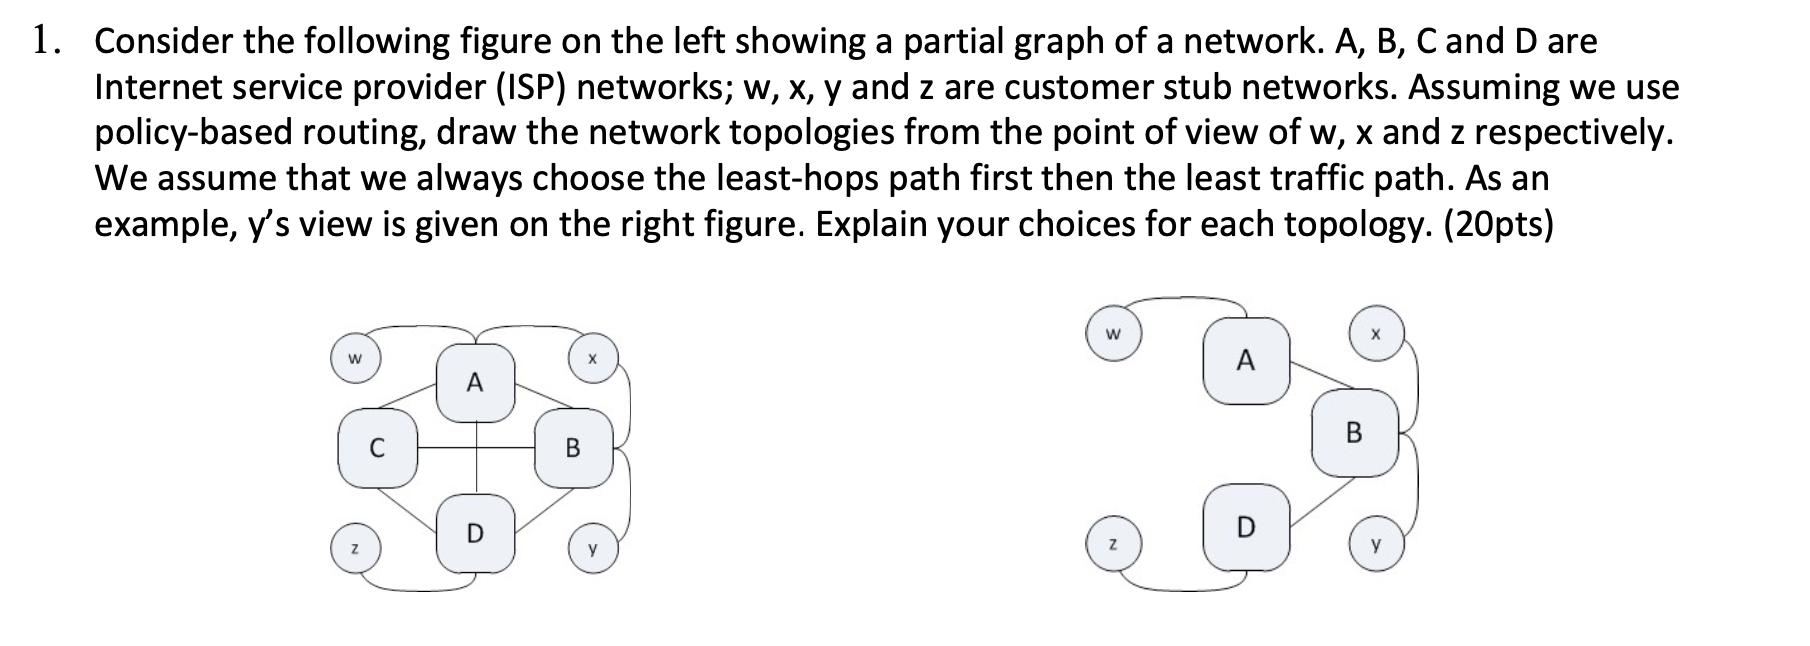 1. Consider the following figure on the left showing a partial graph of a network. A, B, C and D are
Internet service provider (ISP) networks; w, x, y and z are customer stub networks. Assuming we use
policy-based routing, draw the network topologies from the point of view of w, x and z respectively.
We assume that we always choose the least-hops path first then the least traffic path. As an
example, y’s view is given on the right figure. Explain your choices for each topology. (20pts)
w
x
A
C
B
D
z
y
w
x
A
B
D
z
y